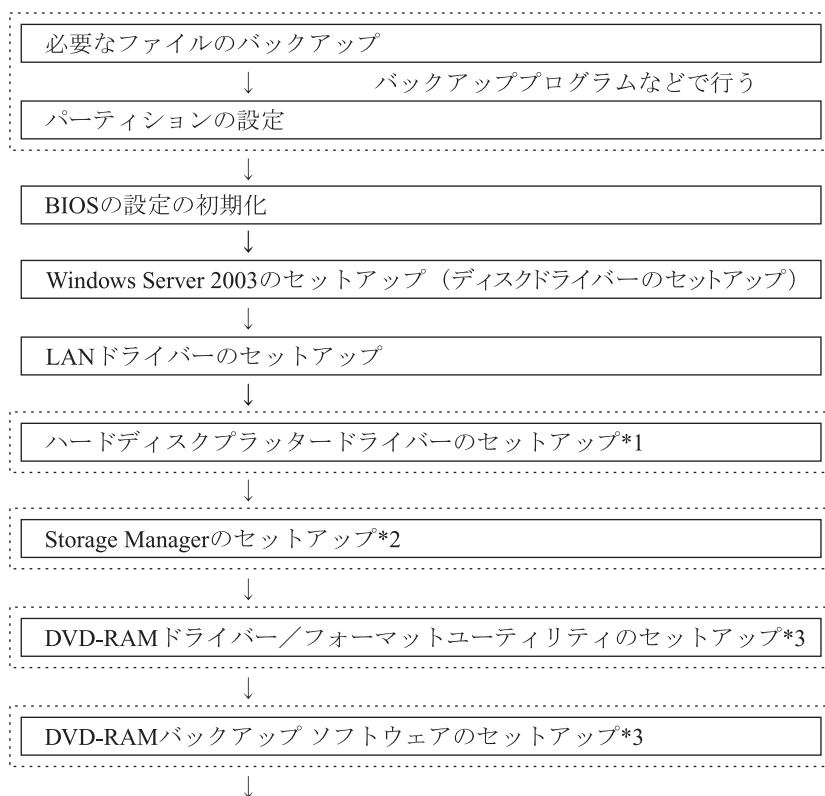 必要なファイルのバックアップ
↓ バックアッププログラムなどで行う
パーティションの設定
↓
BIOSの設定の初期化
↓
Windows Server 2003のセットアップ（ディスクドライバーのセットアップ）
↓
LANドライバーのセットアップ
↓
ハードディスクプラッタードライバーのセットアップ*1
↓
Storage Managerのセットアップ*2
↓
DVD-RAMドライバー／フォーマットユーティリティのセットアップ*3
↓
DVD-RAMバックアップ ソフトウェアのセットアップ*3
↓